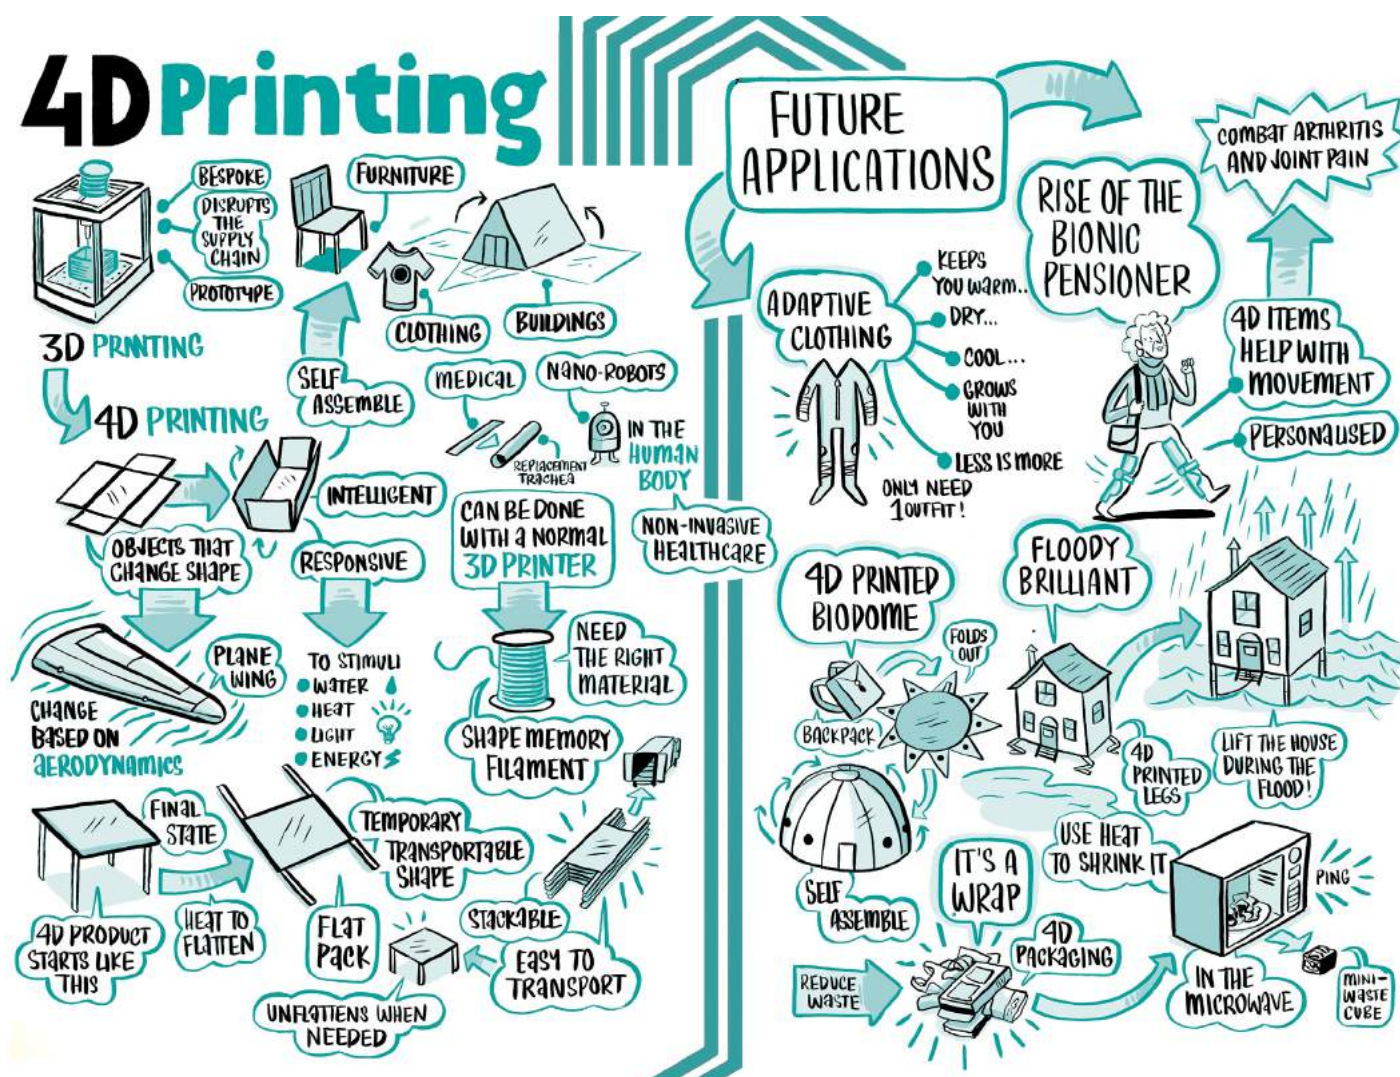 4D Printing
BESPOKE
DISRUPTS
THE
SUPPLY
CHAIN
PROTOTYPE
3D PRINTING
FURNITURE
CLOTHING
BUILDINGS
SELF
ASSEMBLE
4D PRINTING
MEDICAL
NANO-ROBOTS
REPLACEMENT
TRACHEA
IN THE
HUMAN
BODY
NON-INVASIVE
HEALTHCARE
INTELLIGENT
RESPONSIVE
OBJECTS THAT
CHANGE SHAPE
CAN BE DONE
WITH A NORMAL
3D PRINTER
PLANE
WING
CHANGE
BASED ON
AERODYNAMICS
TO STIMULI
WATER
HEAT
LIGHT
ENERGY
NEED
THE RIGHT
MATERIAL
SHAPE MEMORY
FILAMENT
FINAL
STATE
4D PRODUCT
STARTS LIKE
THIS
HEAT TO
FLATTEN
TEMPORARY
TRANSPORTABLE
SHAPE
FLAT
PACK
STACKABLE
EASY TO
TRANSPORT
UNFLATTENS WHEN
NEEDED
FUTURE
APPLICATIONS
ADAPTIVE
CLOTHING
KEEPS
YOU WARM..
DRY...
COOL...
GROWS
WITH
YOU
LESS IS MORE
ONLY NEED
1 OUTFIT!
RISE OF THE
BIONIC
PENSIONER
COMBAT ARTHRITIS
AND JOINT PAIN
4D ITEMS
HELP WITH
MOVEMENT
PERSONALISED
4D PRINTED
BIODOME
BACKPACK
FOLDS
OUT
SELF
ASSEMBLE
FLOODY
BRILLIANT
4D
PRINTED
LEGS
LIFT THE HOUSE
DURING THE
FLOOD!
IT'S A
WRAP
REDUCE
WASTE
4D
PACKAGING
USE HEAT
TO SHRINK IT
PING
IN THE
MICROWAVE
MINI-
WASTE
CUBE